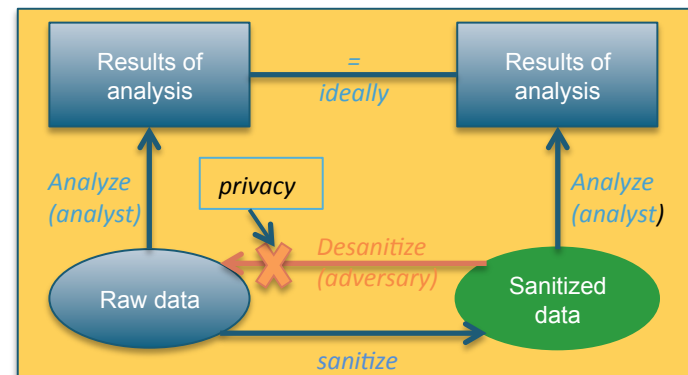 Results of
analysis
=
ideally
Results of
analysis
Analyze
(analyst)
privacy
Analyze
(analyst)
Desanitize
(adversary)
Raw data
Sanitized
data
sanitize